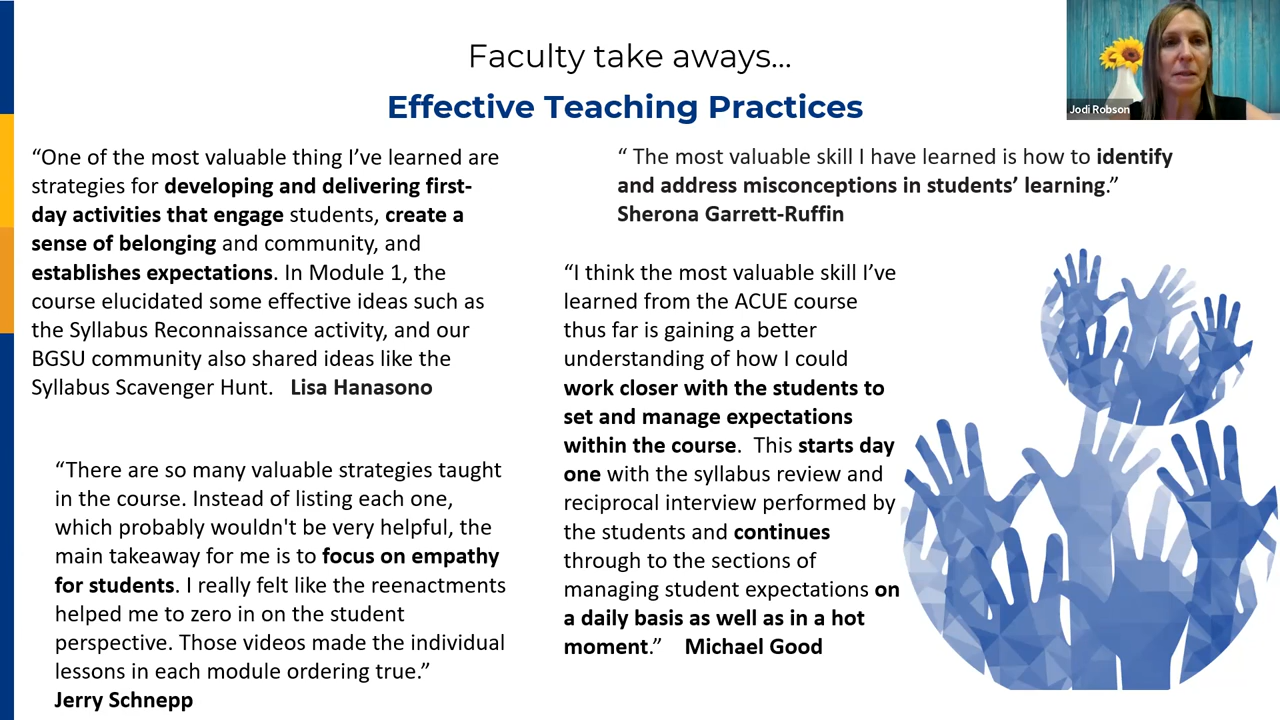 Faculty take aways...
Effective Teaching Practices
Jodi Robson
“One of the most valuable thing I’ve learned are
strategies for developing and delivering first-
day activities that engage students, create a
sense of belonging and community, and
establishes expectations. In Module 1, the
course elucidated some effective ideas such as
the Syllabus Reconnaissance activity, and our
BGSU community also shared ideas like the
Syllabus Scavenger Hunt.   Lisa Hanasono
“There are so many valuable strategies taught
in the course. Instead of listing each one,
which probably wouldn't be very helpful, the
main takeaway for me is to focus on empathy
for students. I really felt like the reenactments
helped me to zero in on the student
perspective. Those videos made the individual
lessons in each module ordering true.”
Jerry Schnepp
“ The most valuable skill I have learned is how to identify
and address misconceptions in students’ learning.”
Sherona Garrett-Ruffin
“I think the most valuable skill I’ve
learned from the ACUE course
thus far is gaining a better
understanding of how I could
work closer with the students to
set and manage expectations
within the course.  This starts day
one with the syllabus review and
reciprocal interview performed by
the students and continues
through to the sections of
managing student expectations on
a daily basis as well as in a hot
moment.”    Michael Good